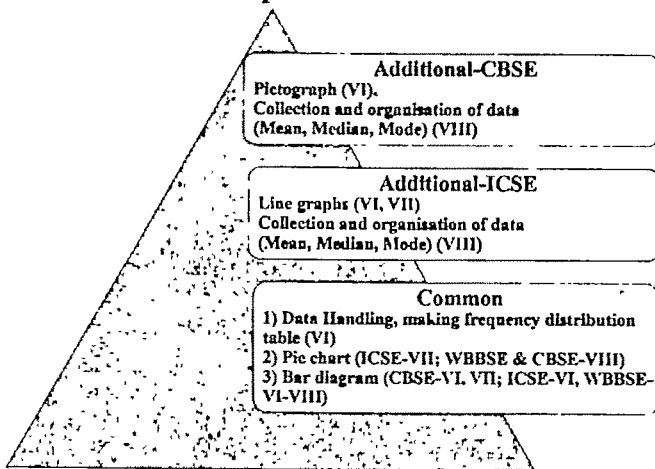 Additional-CBSE
Pictograph (VI).
Collection and organisation of data
(Mean, Median, Mode) (VIII)
Additional-ICSE
Line graphs (VI, VII)
Collection and organisation of data
(Mean, Median, Mode) (VIII)
Common
1) Data Handling, making frequency distribution
table (VI)
2) Pie chart (ICSE-VII; WBBSE & CBSE-VIII)
3) Bar diagram (CBSE-VI, VII; ICSE-VI, WBBSE-
VI-VIII)